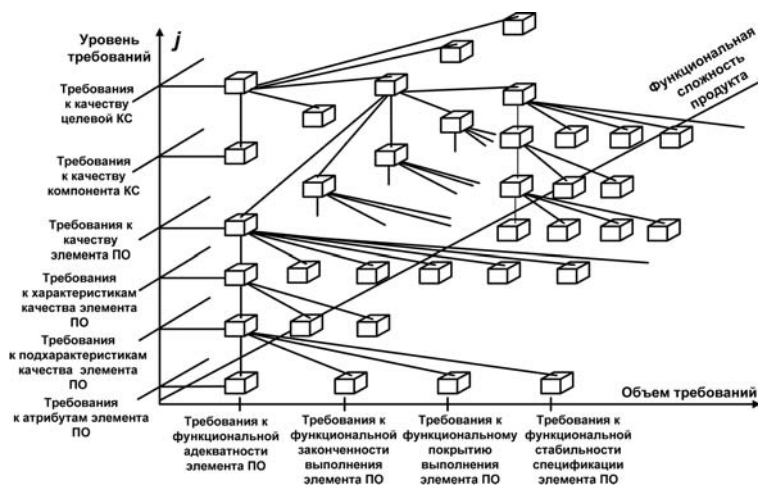 Уровень
требований
j
Требования
к качеству
целевой КС
Требования
к качеству
компонента КС
Требования к
качеству
элемента ПО
Требования
к характеристикам
качества элемента
ПО
Требования
к подхарактеристикам
качества элемента
ПО
Требования
к атрибутам элемента
ПО
Функциональная
сложность
продукта
Объем требований
Требования к
функциональной
адекватности
элемента ПО
Требования к
функциональной
законченности
выполнения
элемента ПО
Требования к
функциональному
покрытию
выполнения
элемента ПО
Требования к
функциональной
стабильности
спецификации
элемента ПО